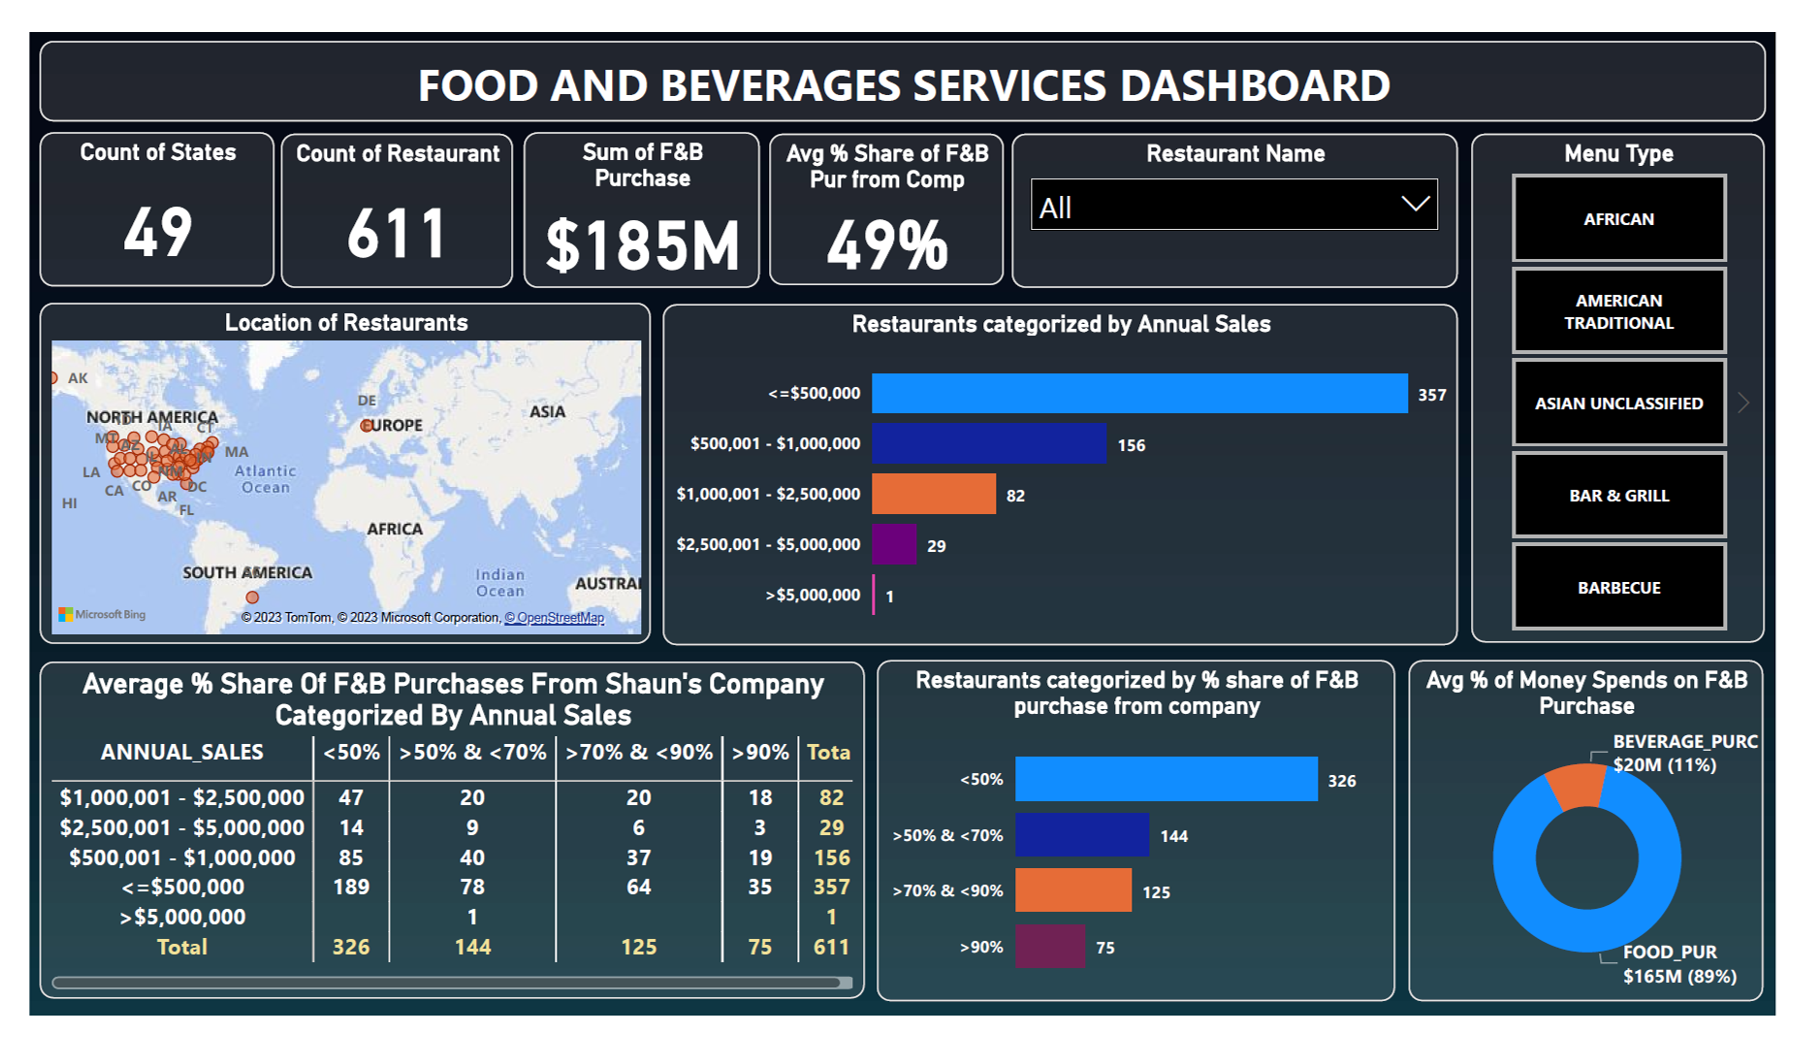 FOOD AND BEVERAGES SERVICES DASHBOARD
Count of States
49
Count of Restaurant
611
Sum of F&B
Purchase
$185M
Avg % Share of F&B
Pur from Comp
49%
Restaurant Name
All
Menu Type
AFRICAN
AMERICAN
TRADITIONAL
ASIAN UNCLASSIFIED
BAR & GRILL
BARBECUE
Location of Restaurants
AK
NORTH AMERICA
IA
CT
MT
AZ
MA
LA
CA
CO
AR
DC
HI
FL
NM
DE
EUROPE
ASIA
Atlantic
Ocean
AFRICA
SOUTH AMERICA
Indian
Ocean
AUSTRAL
Microsoft Bing
© 2023 TomTom, © 2023 Microsoft Corporation, © OpenStreetMap
Restaurants categorized by Annual Sales
<=$500,000 357
$500,001 - $1,000,000 156
$1,000,001 - $2,500,000 82
$2,500,001 - $5,000,000 29
>$5,000,000 1
Average % Share Of F&B Purchases From Shaun's Company
Categorized By Annual Sales
ANNUAL_SALES <50% >50% & <70% >70% & <90% >90% Tota
$1,000,001 - $2,500,000 47 20 20 18 82
$2,500,001 - $5,000,000 14 9 6 3 29
$500,001 - $1,000,000 85 40 37 19 156
<=$500,000 189 78 64 35 357
>$5,000,000 1 1
Total 326 144 125 75 611
Restaurants categorized by % share of F&B
purchase from company
<50% 326
>50% & <70% 144
>70% & <90% 125
>90% 75
Avg % of Money Spends on F&B
Purchase
BEVERAGE_PURC
$20M (11%)
FOOD_PUR
$165M (89%)